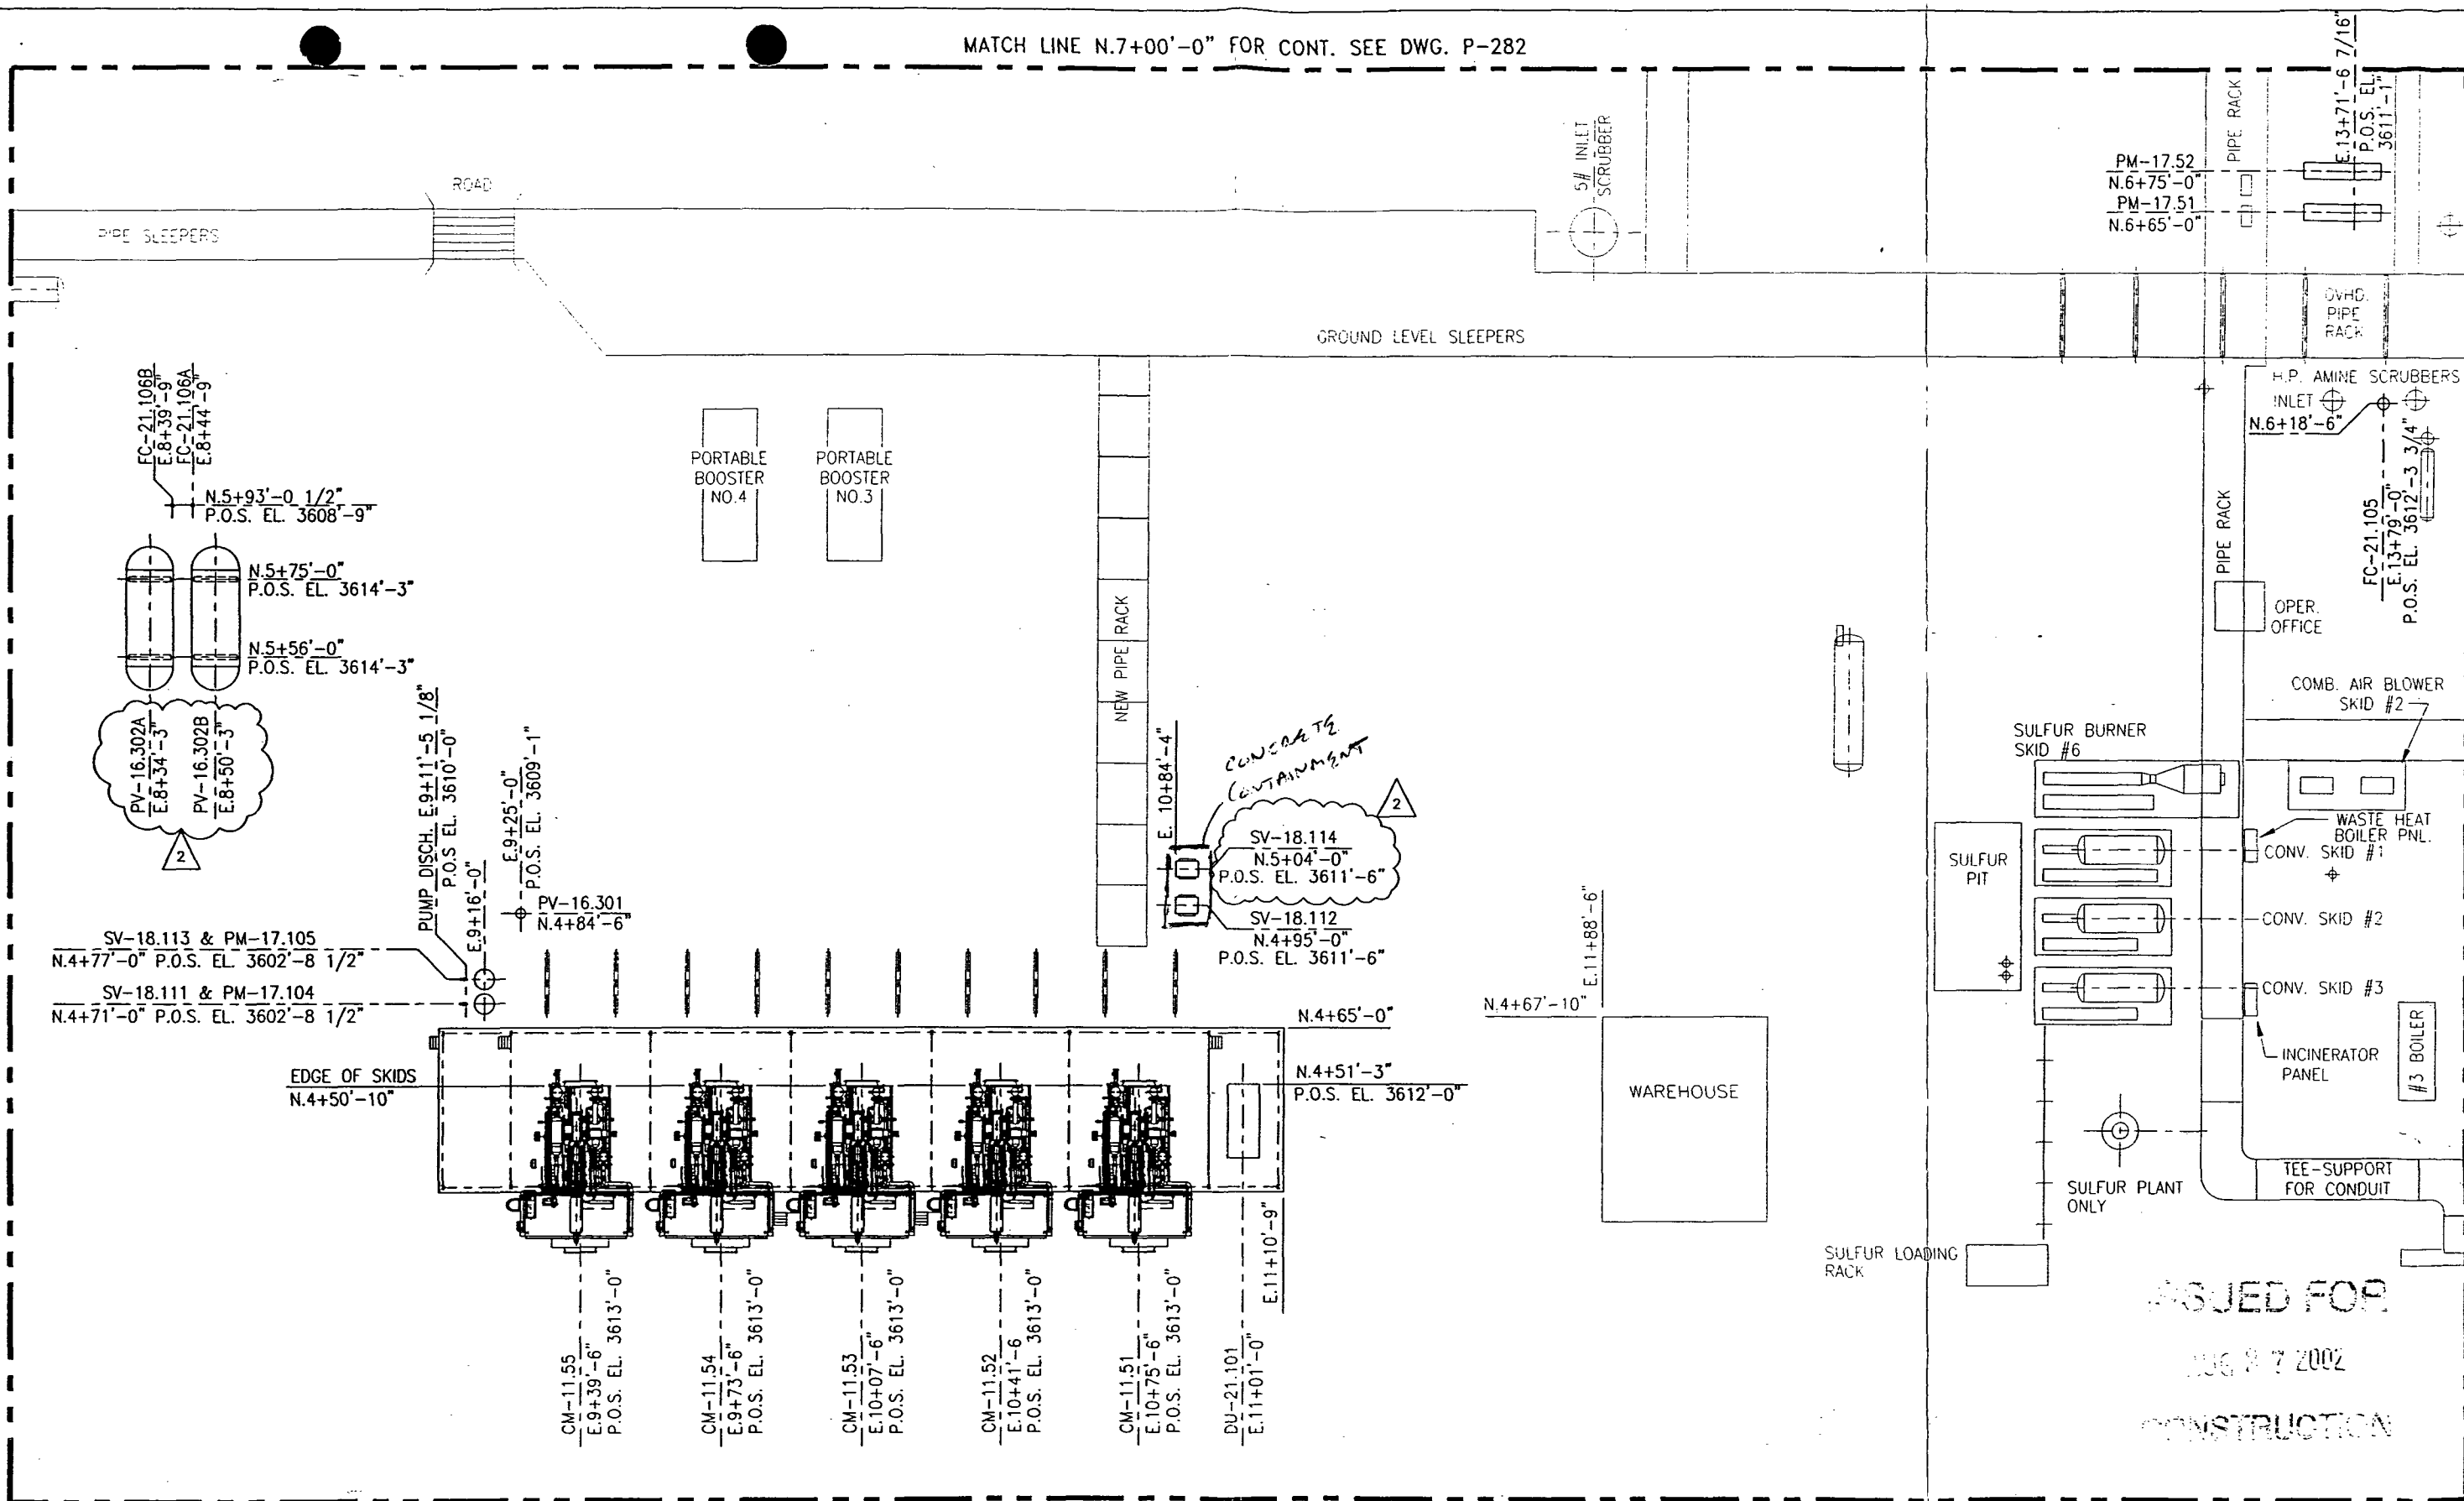 MATCH LINE N.7+00'-0" FOR CONT. SEE DWG. P-282
ROAD
PIPE SLEEPERS
5# INLET
SCRUBBER
PIPE RACK
E.13+71'-6 7/16"
P.O.S. EL.
3611'-1"
PM-17.52
N.6+75'-0"
PM-17.51
N.6+65'-0"
GROUND LEVEL SLEEPERS
OVHD.
PIPE
RACK
H.P. AMINE SCRUBBERS
INLET
N.6+18'-6"
FC-21.105
E.13+79'-0"
P.O.S. EL. 3612'-3 3/4"
FC-21.106B
E.8+39'-9"
FC-21.106A
E.8+44'-9"
N.5+93'-0 1/2"
P.O.S. EL. 3608'-9"
N.5+75'-0"
P.O.S. EL. 3614'-3"
N.5+56'-0"
P.O.S. EL. 3614'-3"
PV-16.302A
E.8+34'-3"
PV-16.302B
E.8+50'-3"
2
PORTABLE
BOOSTER
NO.4
PORTABLE
BOOSTER
NO.3
NEW PIPE RACK
PIPE RACK
OPER.
OFFICE
COMB. AIR BLOWER
SKID #2
SULFUR BURNER
SKID #6
WASTE HEAT
BOILER PNL.
CONV. SKID #1
CONV. SKID #2
CONV. SKID #3
SULFUR
PIT
INCINERATOR
PANEL
#3 BOILER
PUMP DISCH. E.9+11'-5 1/8"
P.O.S EL. 3610'-0"
E.9+16'-0"
E.9+25'-0"
P.O.S. EL. 3609'-1"
PV-16.301
N.4+84'-6"
E. 10+84'-4"
CONCRETE
CONTAINMENT
2
SV-18.114
N.5+04'-0"
P.O.S. EL. 3611'-6"
SV-18.112
N.4+95'-0"
P.O.S. EL. 3611'-6"
SV-18.113 & PM-17.105
N.4+77'-0" P.O.S. EL. 3602'-8 1/2"
SV-18.111 & PM-17.104
N.4+71'-0" P.O.S. EL. 3602'-8 1/2"
N.4+65'-0"
E.11+88'-6"
N.4+67'-10"
EDGE OF SKIDS
N.4+50'-10"
N.4+51'-3"
P.O.S. EL. 3612'-0"
WAREHOUSE
TEE-SUPPORT
FOR CONDUIT
SULFUR PLANT
ONLY
SULFUR LOADING
RACK
E.11+10'-9"
CM-11.55
E.9+39'-6"
P.O.S. EL. 3613'-0"
CM-11.54
E.9+73'-6"
P.O.S. EL. 3613'-0"
CM-11.53
E.10+07'-6"
P.O.S. EL. 3613'-0"
CM-11.52
E.10+41'-6
P.O.S. EL. 3613'-0"
CM-11.51
E.10+75'-6"
P.O.S. EL. 3613'-0"
DU-21.101
E.11+01'-0"
ISSUED FOR
AUG 27 2002
CONSTRUCTION